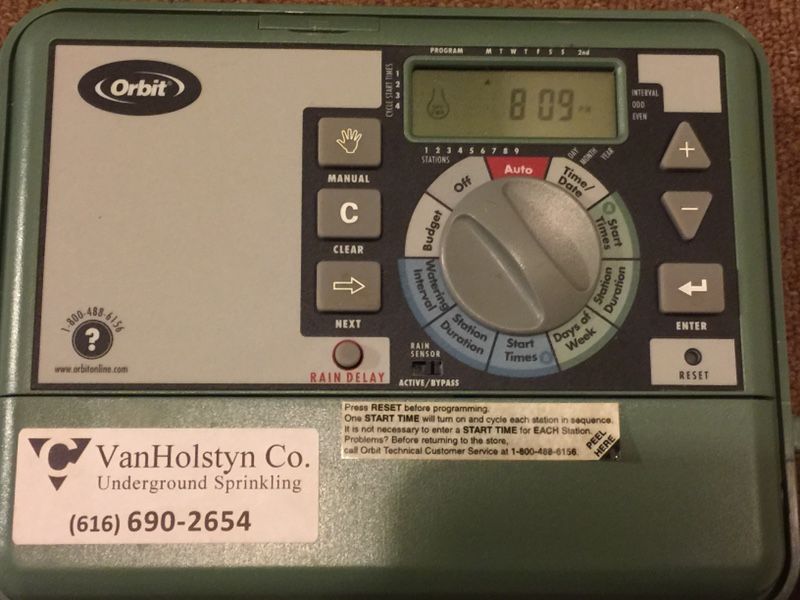 PROGRAM M T W T F S S 2nd
Orbit
CYCLE START TIMES
1
2
3
4
8 09 PM
INTERVAL
ODD
EVEN
1 2 3 4 5 6 7 8 9
STATIONS
DAY
MONTH
YEAR
MANUAL
C
CLEAR
NEXT
Off
Auto
Time/
Date
Start
Times
Station
Duration
Days of
Week
Start
Times
Station
Duration
Watering
Interval
Budget
+
−
ENTER
RESET
1-800-488-6156
?
www.orbitonline.com
RAIN DELAY
RAIN
SENSOR
ACTIVE/BYPASS
Press RESET before programming.
One START TIME will turn on and cycle each station in sequence.
It is not necessary to enter a START TIME for EACH Station.
Problems? Before returning to the store,
call Orbit Technical Customer Service at 1-800-488-6156.
PEEL
HERE
VanHolstyn Co.
Underground Sprinkling
(616) 690-2654